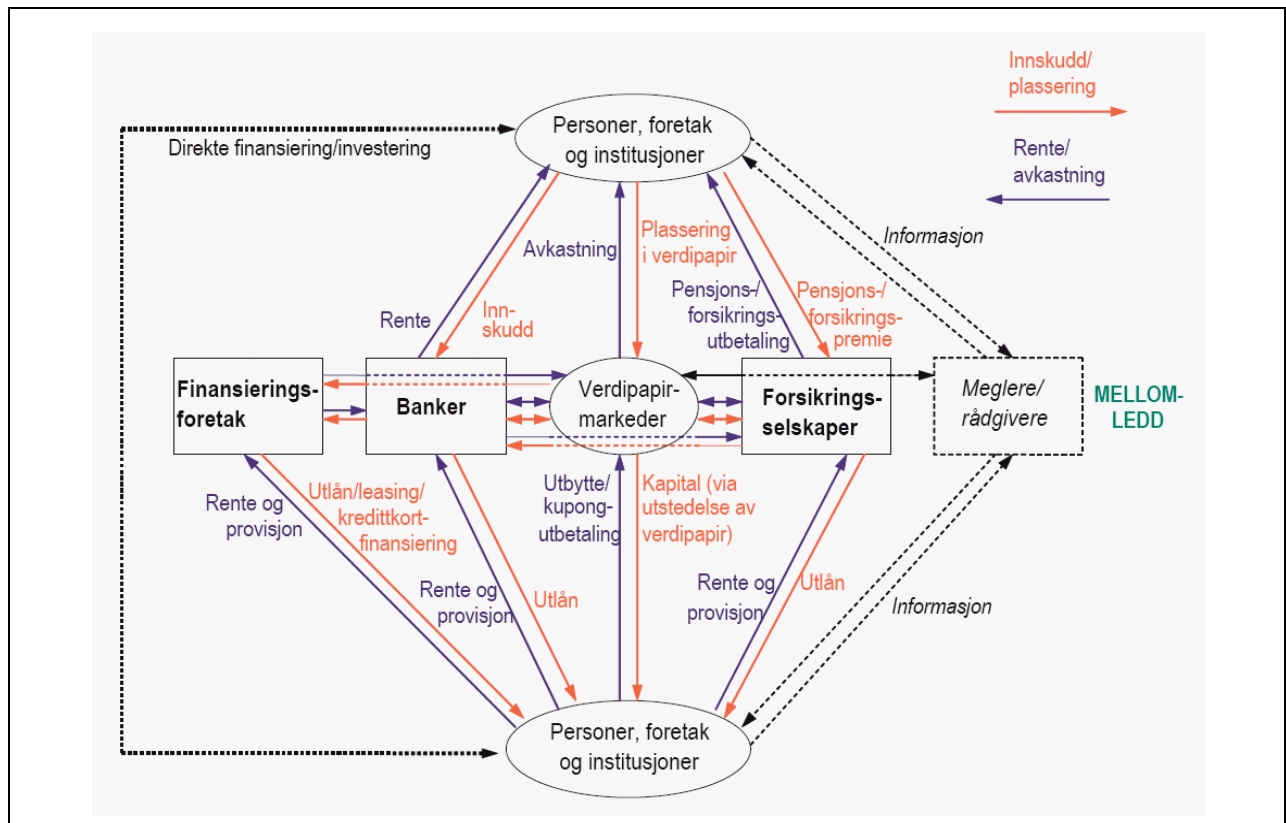 Innskudd/
plassering
Rente/
avkastning
Personer, foretak
og institusjoner
Direkte finansiering/investering
Informasjon
Avkastning
Plassering
i verdipapir
Rente
Inn-
skudd
Pensjons-/
forsikrings-
utbetaling
Pensjons-/
forsikrings-
premie
Finansierings-
foretak
Banker
Verdipapir-
markeder
Forsikrings-
selskaper
Meglere/
rådgivere
MELLOM-
LEDD
Rente og
provisjon
Utlån/leasing/
kredittkort-
finansiering
Rente og
provisjon
Utlån
Utbytte/
kupong-
utbetaling
Kapital (via
utstedelse av
verdipapir)
Rente og
provisjon
Utlån
Informasjon
Personer, foretak
og institusjoner